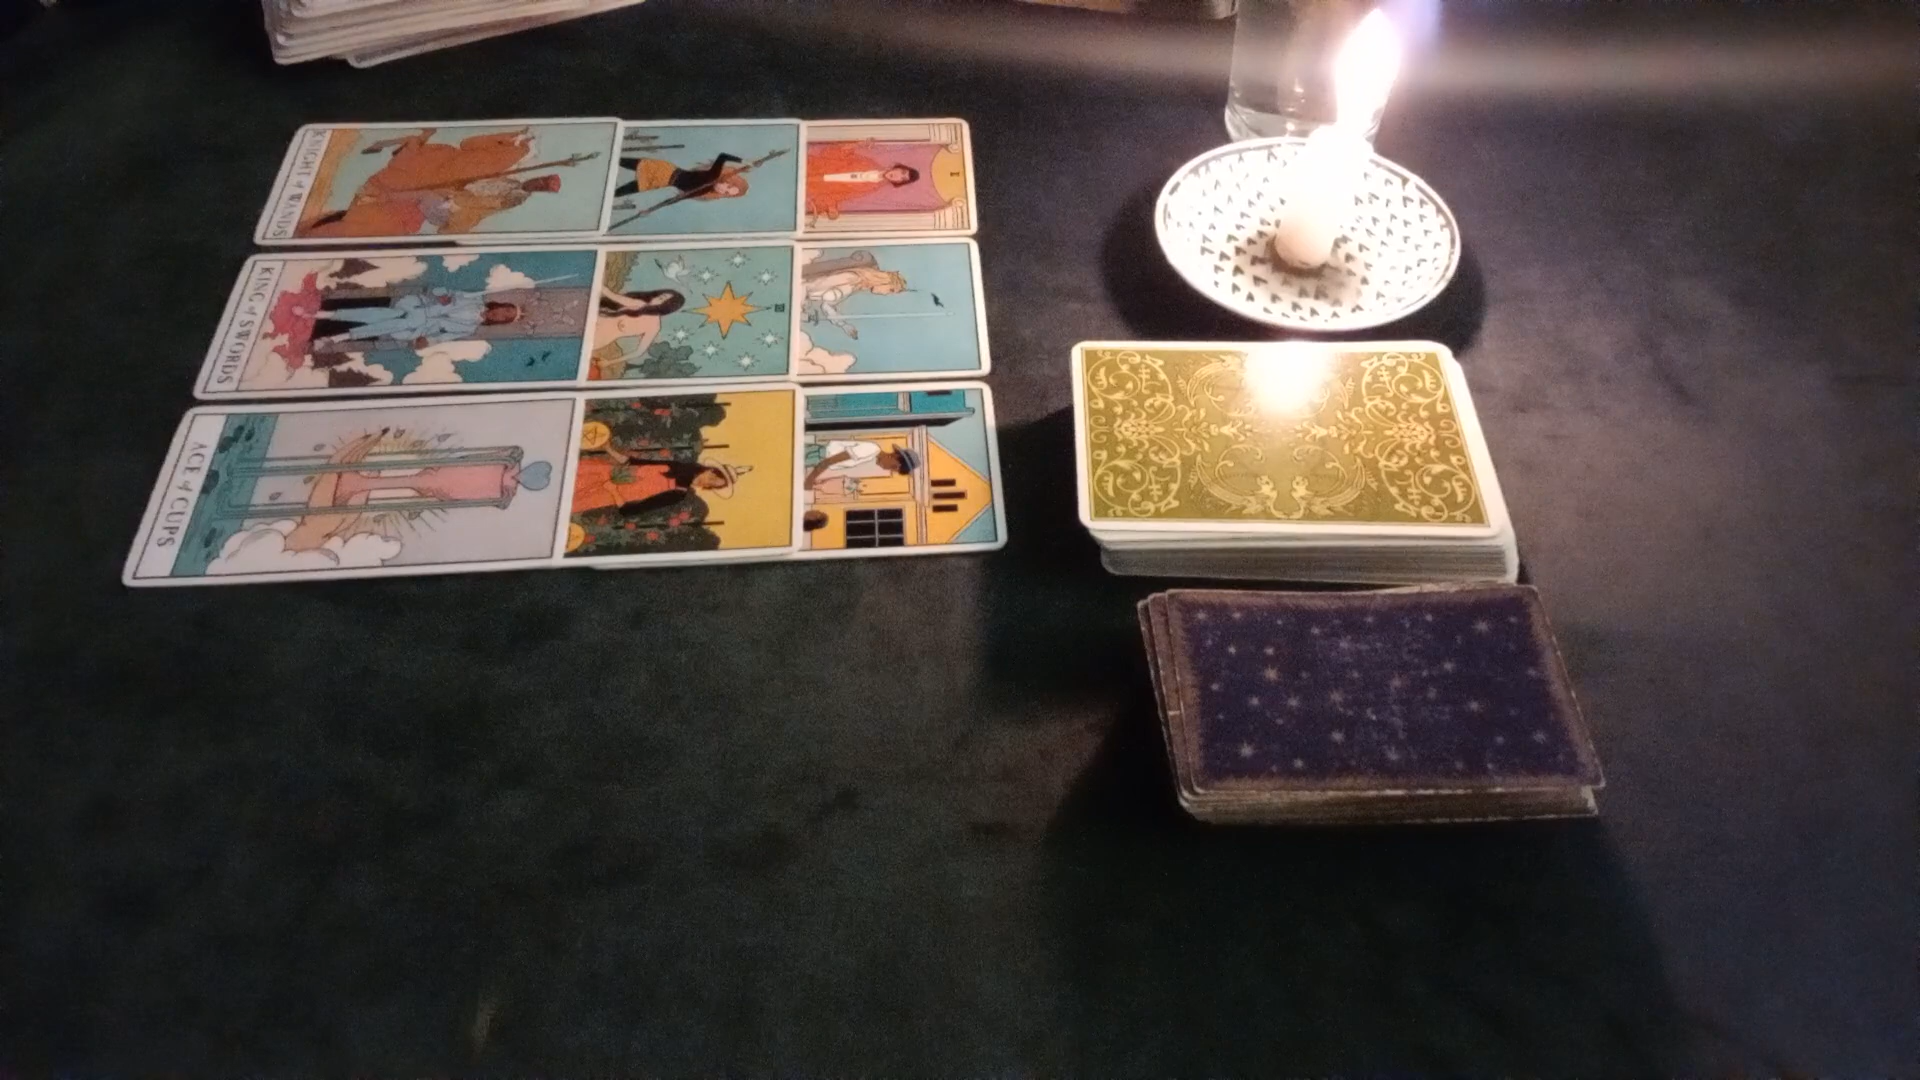 KNIGHT of WANDS
KING of SWORDS
ACE of CUPS
I